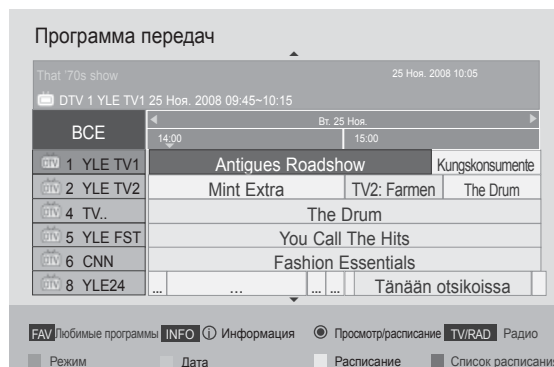 Программа передач
That '70s show 25 Ноя. 2008 10:05
DTV 1 YLE TV1 25 Ноя. 2008 09:45~10:15
ВСЕ
Вт. 25 Ноя.
14:00 15:00
DTV 1 YLE TV1 Antigues Roadshow Kungskonsumente
DTV 2 YLE TV2 Mint Extra TV2: Farmen The Drum
DTV 4 TV.. The Drum
DTV 5 YLE FST You Call The Hits
DTV 6 CNN Fashion Essentials
DTV 8 YLE24 ... ... ... ... Tänään otsikoissa
FAV Любимые программы INFO ⓘ Информация ◉ Просмотр/расписание TV/RAD Радио
Режим Дата Расписание Список расписания